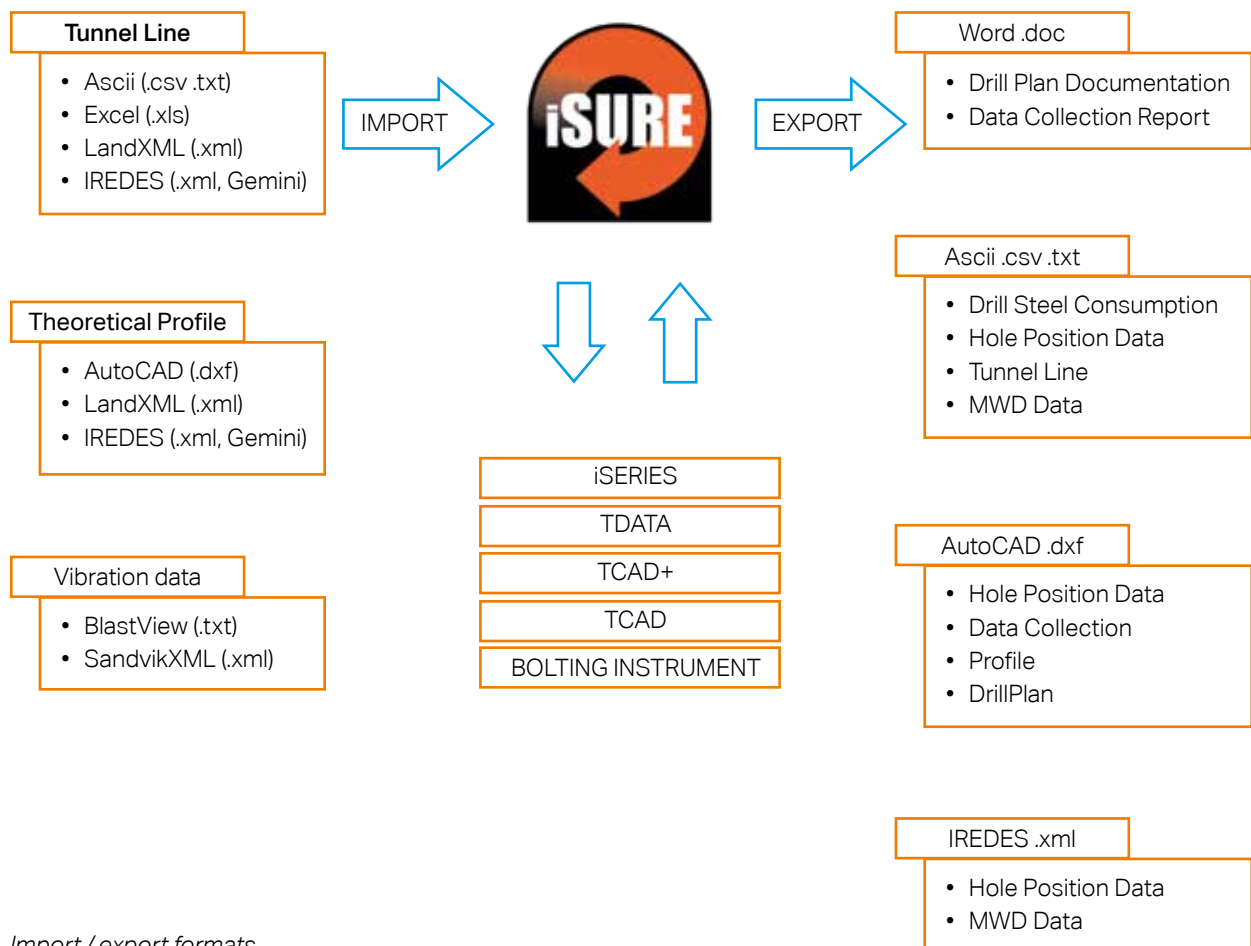 Tunnel Line
• Ascii (.csv .txt)
• Excel (.xls)
• LandXML (.xml)
• IREDES (.xml, Gemini)
IMPORT
iSURE
EXPORT
Word .doc
• Drill Plan Documentation
• Data Collection Report
Theoretical Profile
• AutoCAD (.dxf)
• LandXML (.xml)
• IREDES (.xml, Gemini)
Ascii .csv .txt
• Drill Steel Consumption
• Hole Position Data
• Tunnel Line
• MWD Data
Vibration data
• BlastView (.txt)
• SandvikXML (.xml)
iSERIES
TDATA
TCAD+
TCAD
BOLTING INSTRUMENT
AutoCAD .dxf
• Hole Position Data
• Data Collection
• Profile
• DrillPlan
IREDES .xml
• Hole Position Data
• MWD Data
Import / export formats